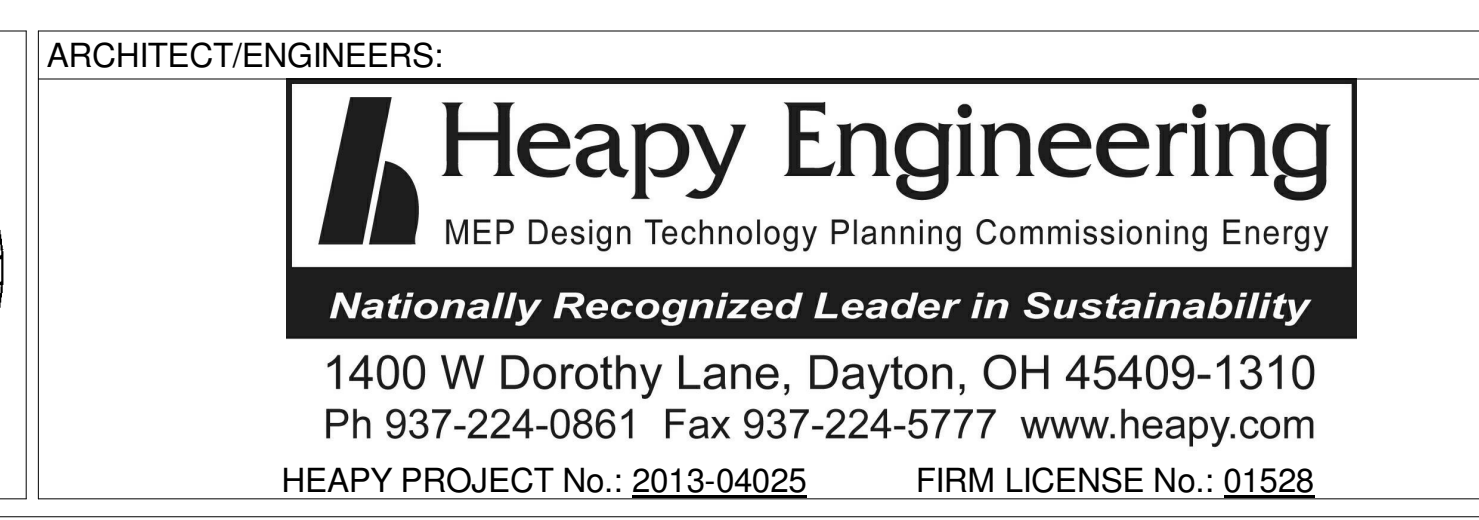 ARCHITECT/ENGINEERS:
Heapy Engineering
MEP Design Technology Planning Commissioning Energy
Nationally Recognized Leader in Sustainability
1400 W Dorothy Lane, Dayton, OH 45409-1310
Ph 937-224-0861 Fax 937-224-5777 www.heapy.com
HEAPY PROJECT No.: 2013-04025 FIRM LICENSE No.: 01528